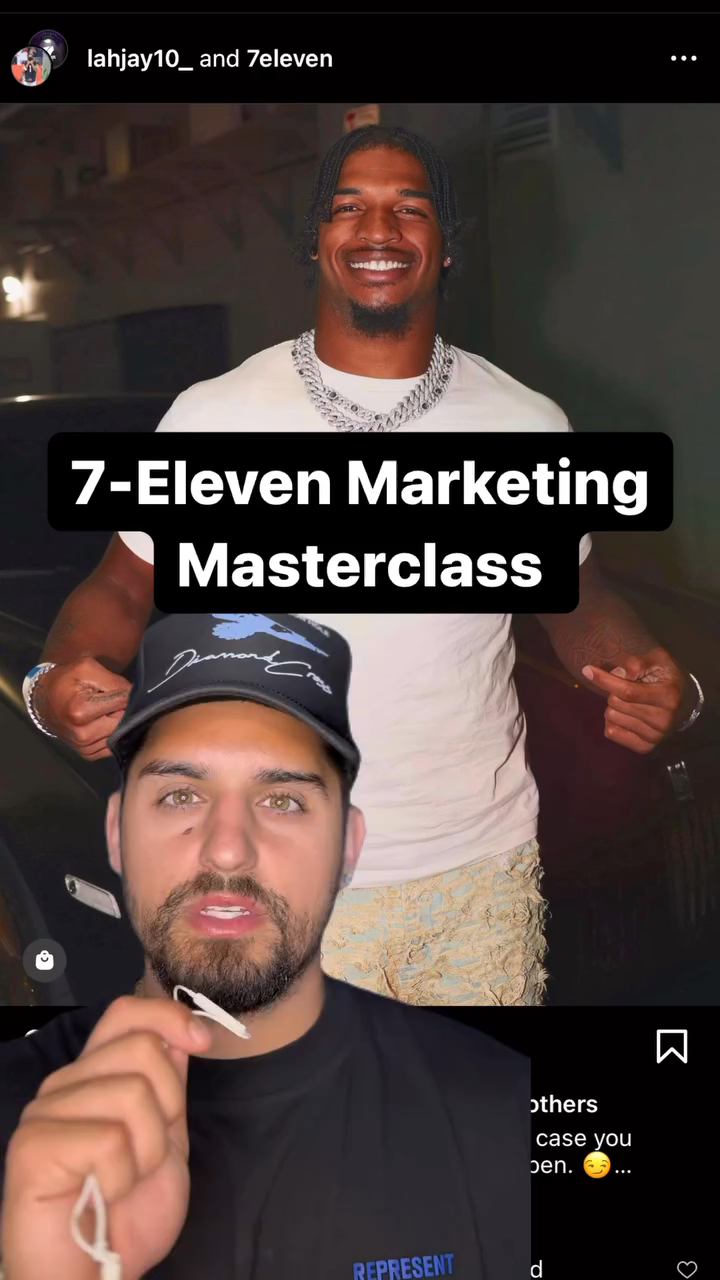 lahjay10_ and 7eleven
7-Eleven Marketing
Masterclass
Diamond Cross
others
case you
pen. 😏...
d
REPRESENT